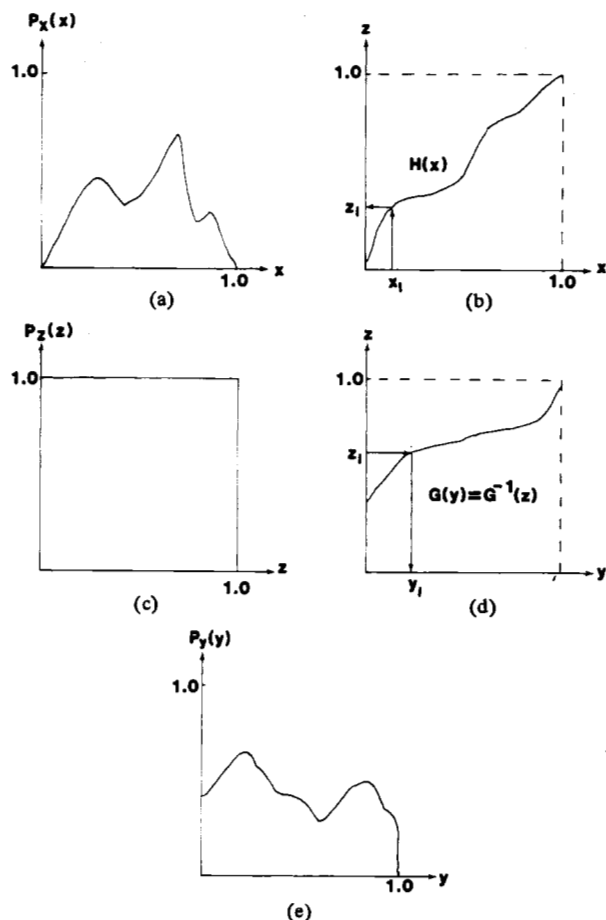 P_X(x)
1.0
1.0
x
(a)
z
1.0
H(x)
z_1
x_1
1.0
x
(b)
P_Z(z)
1.0
z
1.0
(c)
z
1.0
z_1
G(y)=G^{-1}(z)
y_1
y
(d)
P_y(y)
1.0
1.0
y
(e)